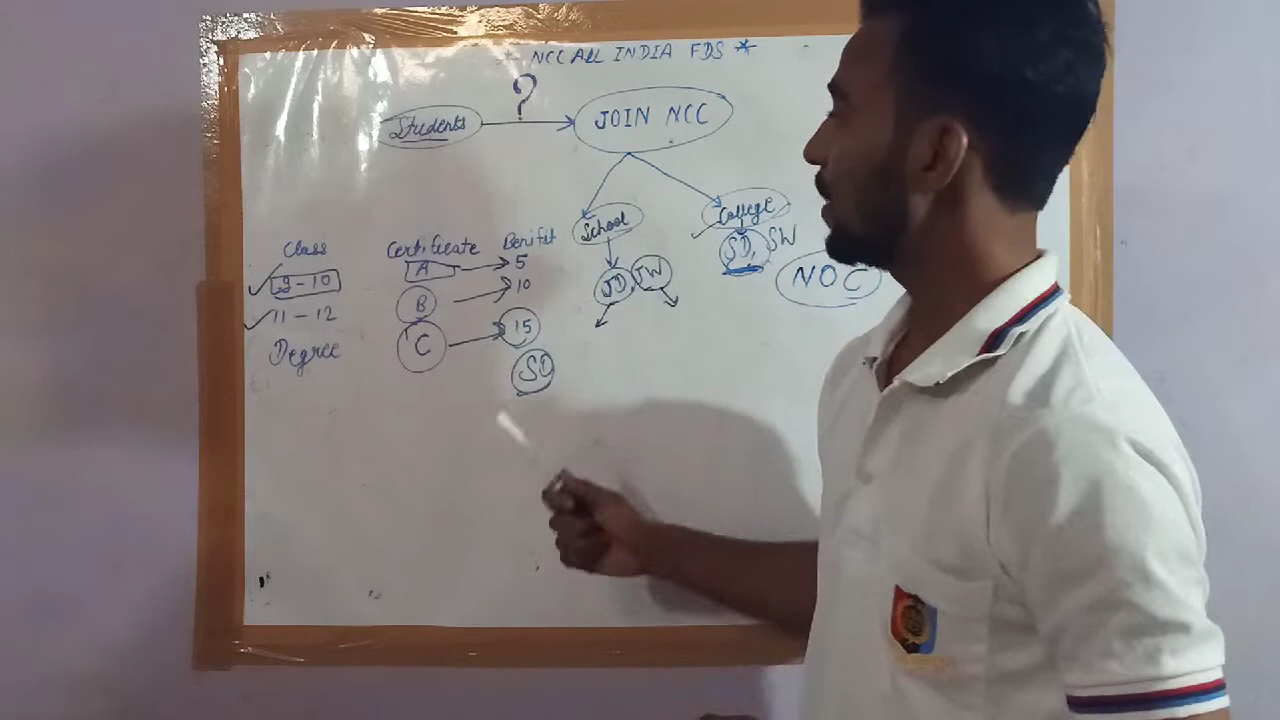 * NCC ALL INDIA FDS *
?
Students JOIN NCC
School College
JD, JW SD, SW
NOC
Class Certificate Benifit
9-10 A 5
11-12 B 10
Degree C 15
SD